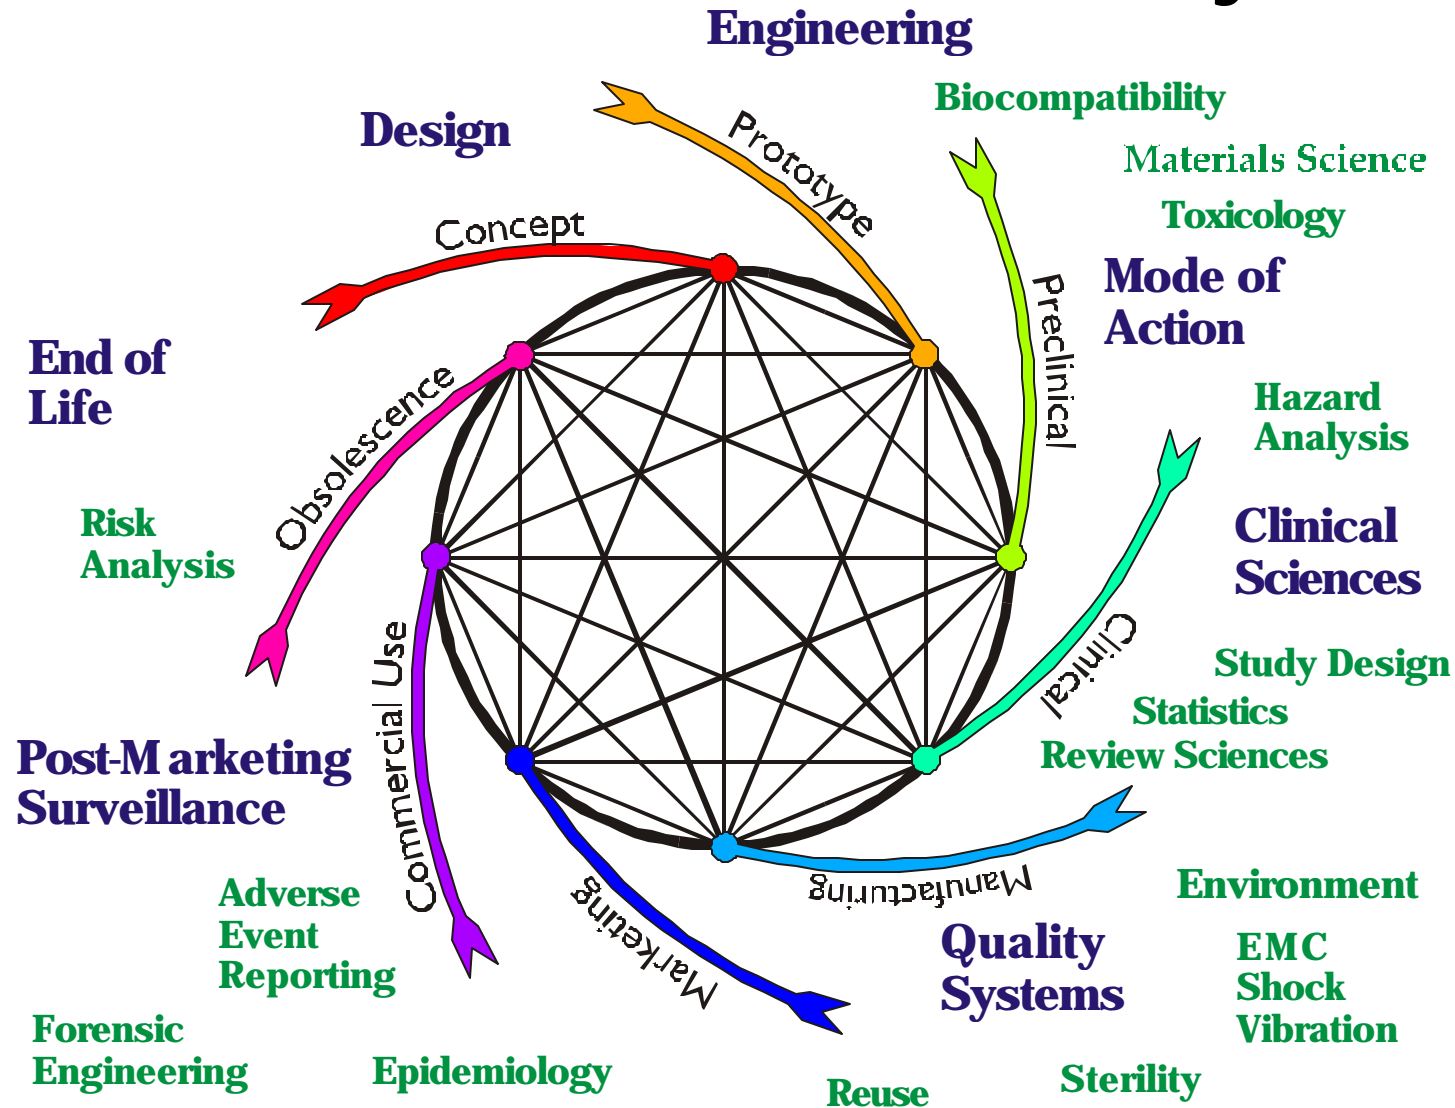 Engineering
Design
Biocompatibility
Materials Science
Toxicology
Prototype
Concept
Mode of
Action
Preclinical
End of
Life
Obsolescence
Hazard
Analysis
Risk
Analysis
Clinical
Sciences
Clinical
Study Design
Statistics
Review Sciences
Commercial Use
Post-Marketing
Surveillance
Manufacturing
Marketing
Environment
Adverse
Event
Reporting
Quality
Systems
EMC
Shock
Vibration
Forensic
Engineering
Epidemiology
Reuse
Sterility